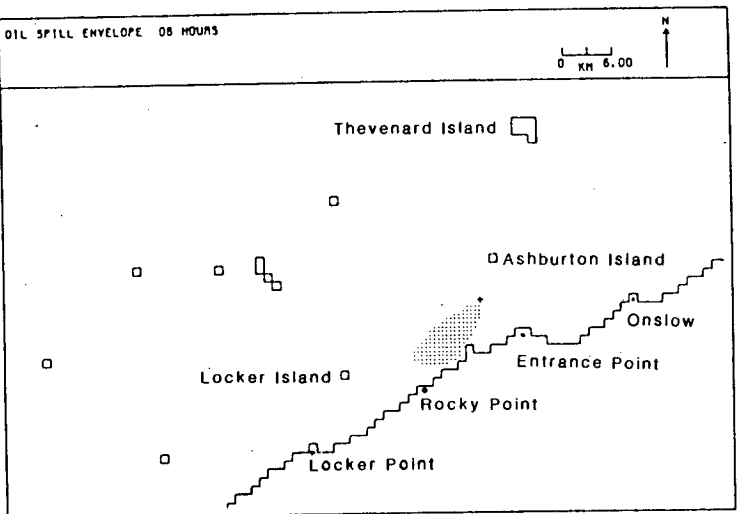 OIL SPILL ENVELOPE 08 HOURS
N
0 KM 6.00
Thevenard Island
Ashburton Island
Onslow
Entrance Point
Locker Island
Rocky Point
Locker Point